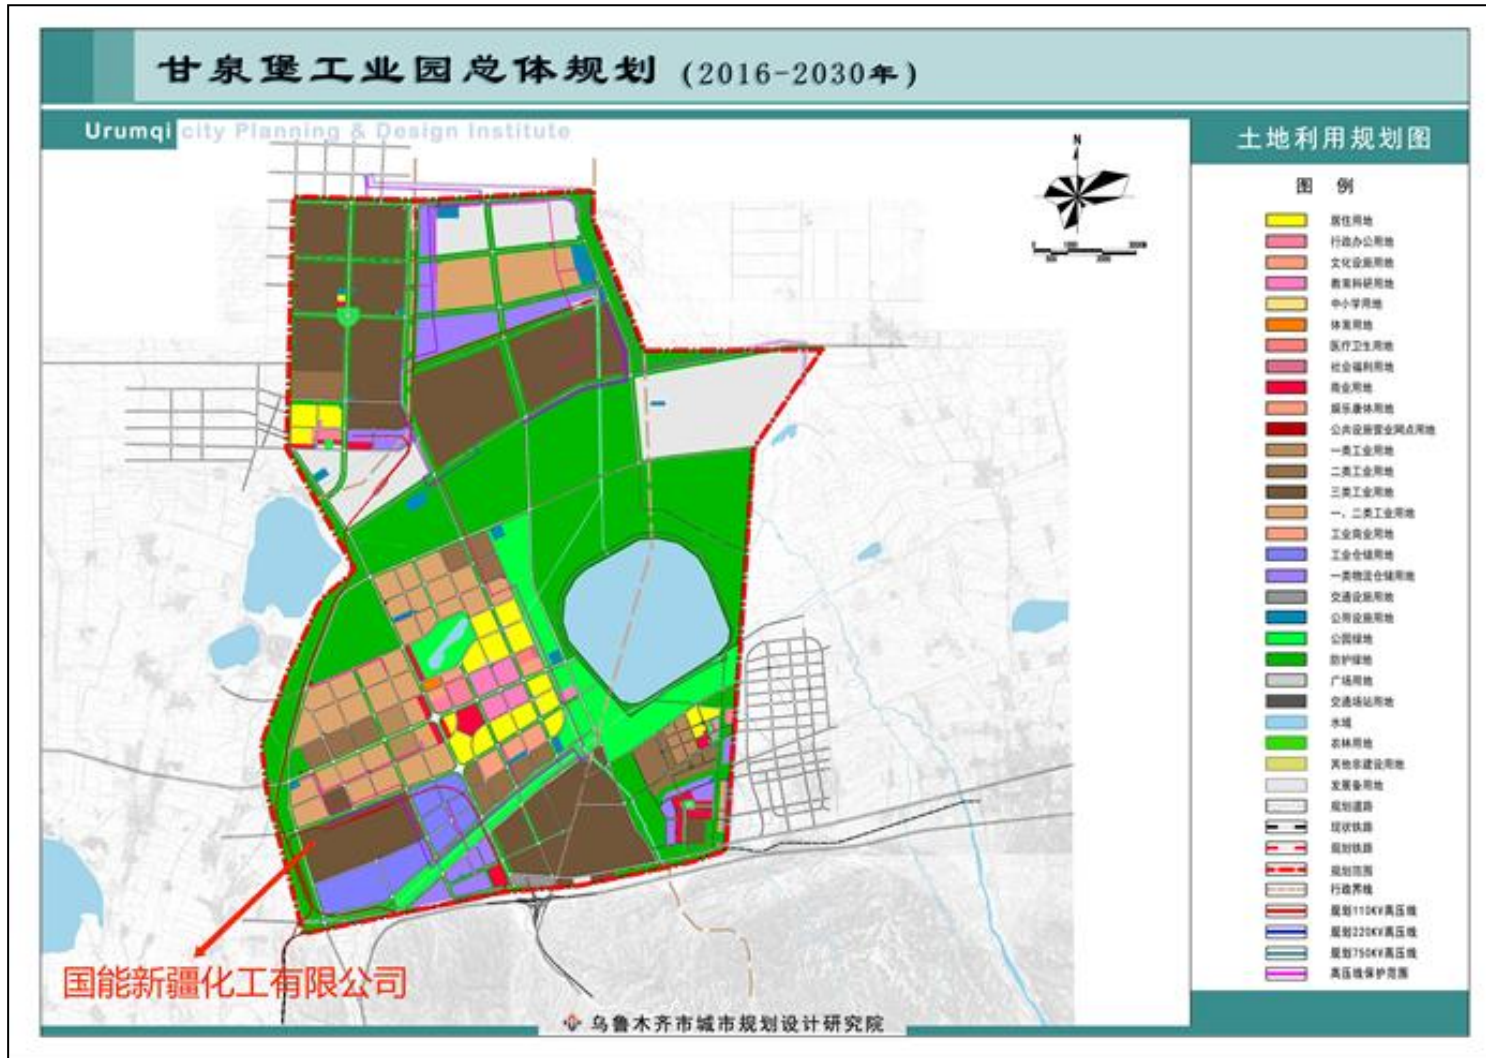 甘泉堡工业园总体规划 (2016-2030年)
Urumqi city Planning & Design Institute
土地利用规划图
图 例
居住用地
行政办公用地
文化设施用地
教育科研用地
中小学用地
体育用地
医疗卫生用地
社会福利用地
商业用地
娱乐康体用地
公共设施营业网点用地
一类工业用地
二类工业用地
三类工业用地
一、二类工业用地
工业商业用地
工业仓储用地
一类物流仓储用地
交通设施用地
公用设施用地
公园绿地
防护绿地
广场用地
交通场站用地
水域
农林用地
其他非建设用地
发展备用地
规划道路
现状铁路
规划铁路
规划范围
行政界线
规划110KV高压线
规划220KV高压线
规划750KV高压线
高压线保护范围
N
国能新疆化工有限公司
乌鲁木齐市城市规划设计研究院